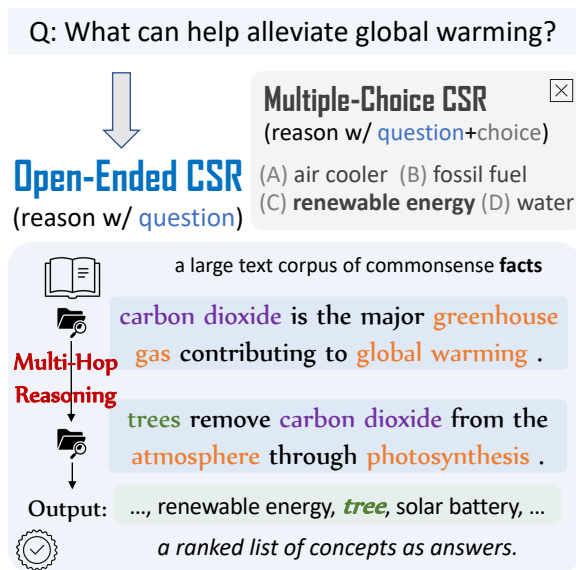 Q: What can help alleviate global warming?
Multiple-Choice CSR
(reason w/ question+choice)
(A) air cooler (B) fossil fuel
(C) renewable energy (D) water
Open-Ended CSR
(reason w/ question)
a large text corpus of commonsense facts
carbon dioxide is the major greenhouse
gas contributing to global warming .
Multi-Hop
Reasoning
trees remove carbon dioxide from the
atmosphere through photosynthesis .
Output: ..., renewable energy, tree, solar battery, ...
a ranked list of concepts as answers.